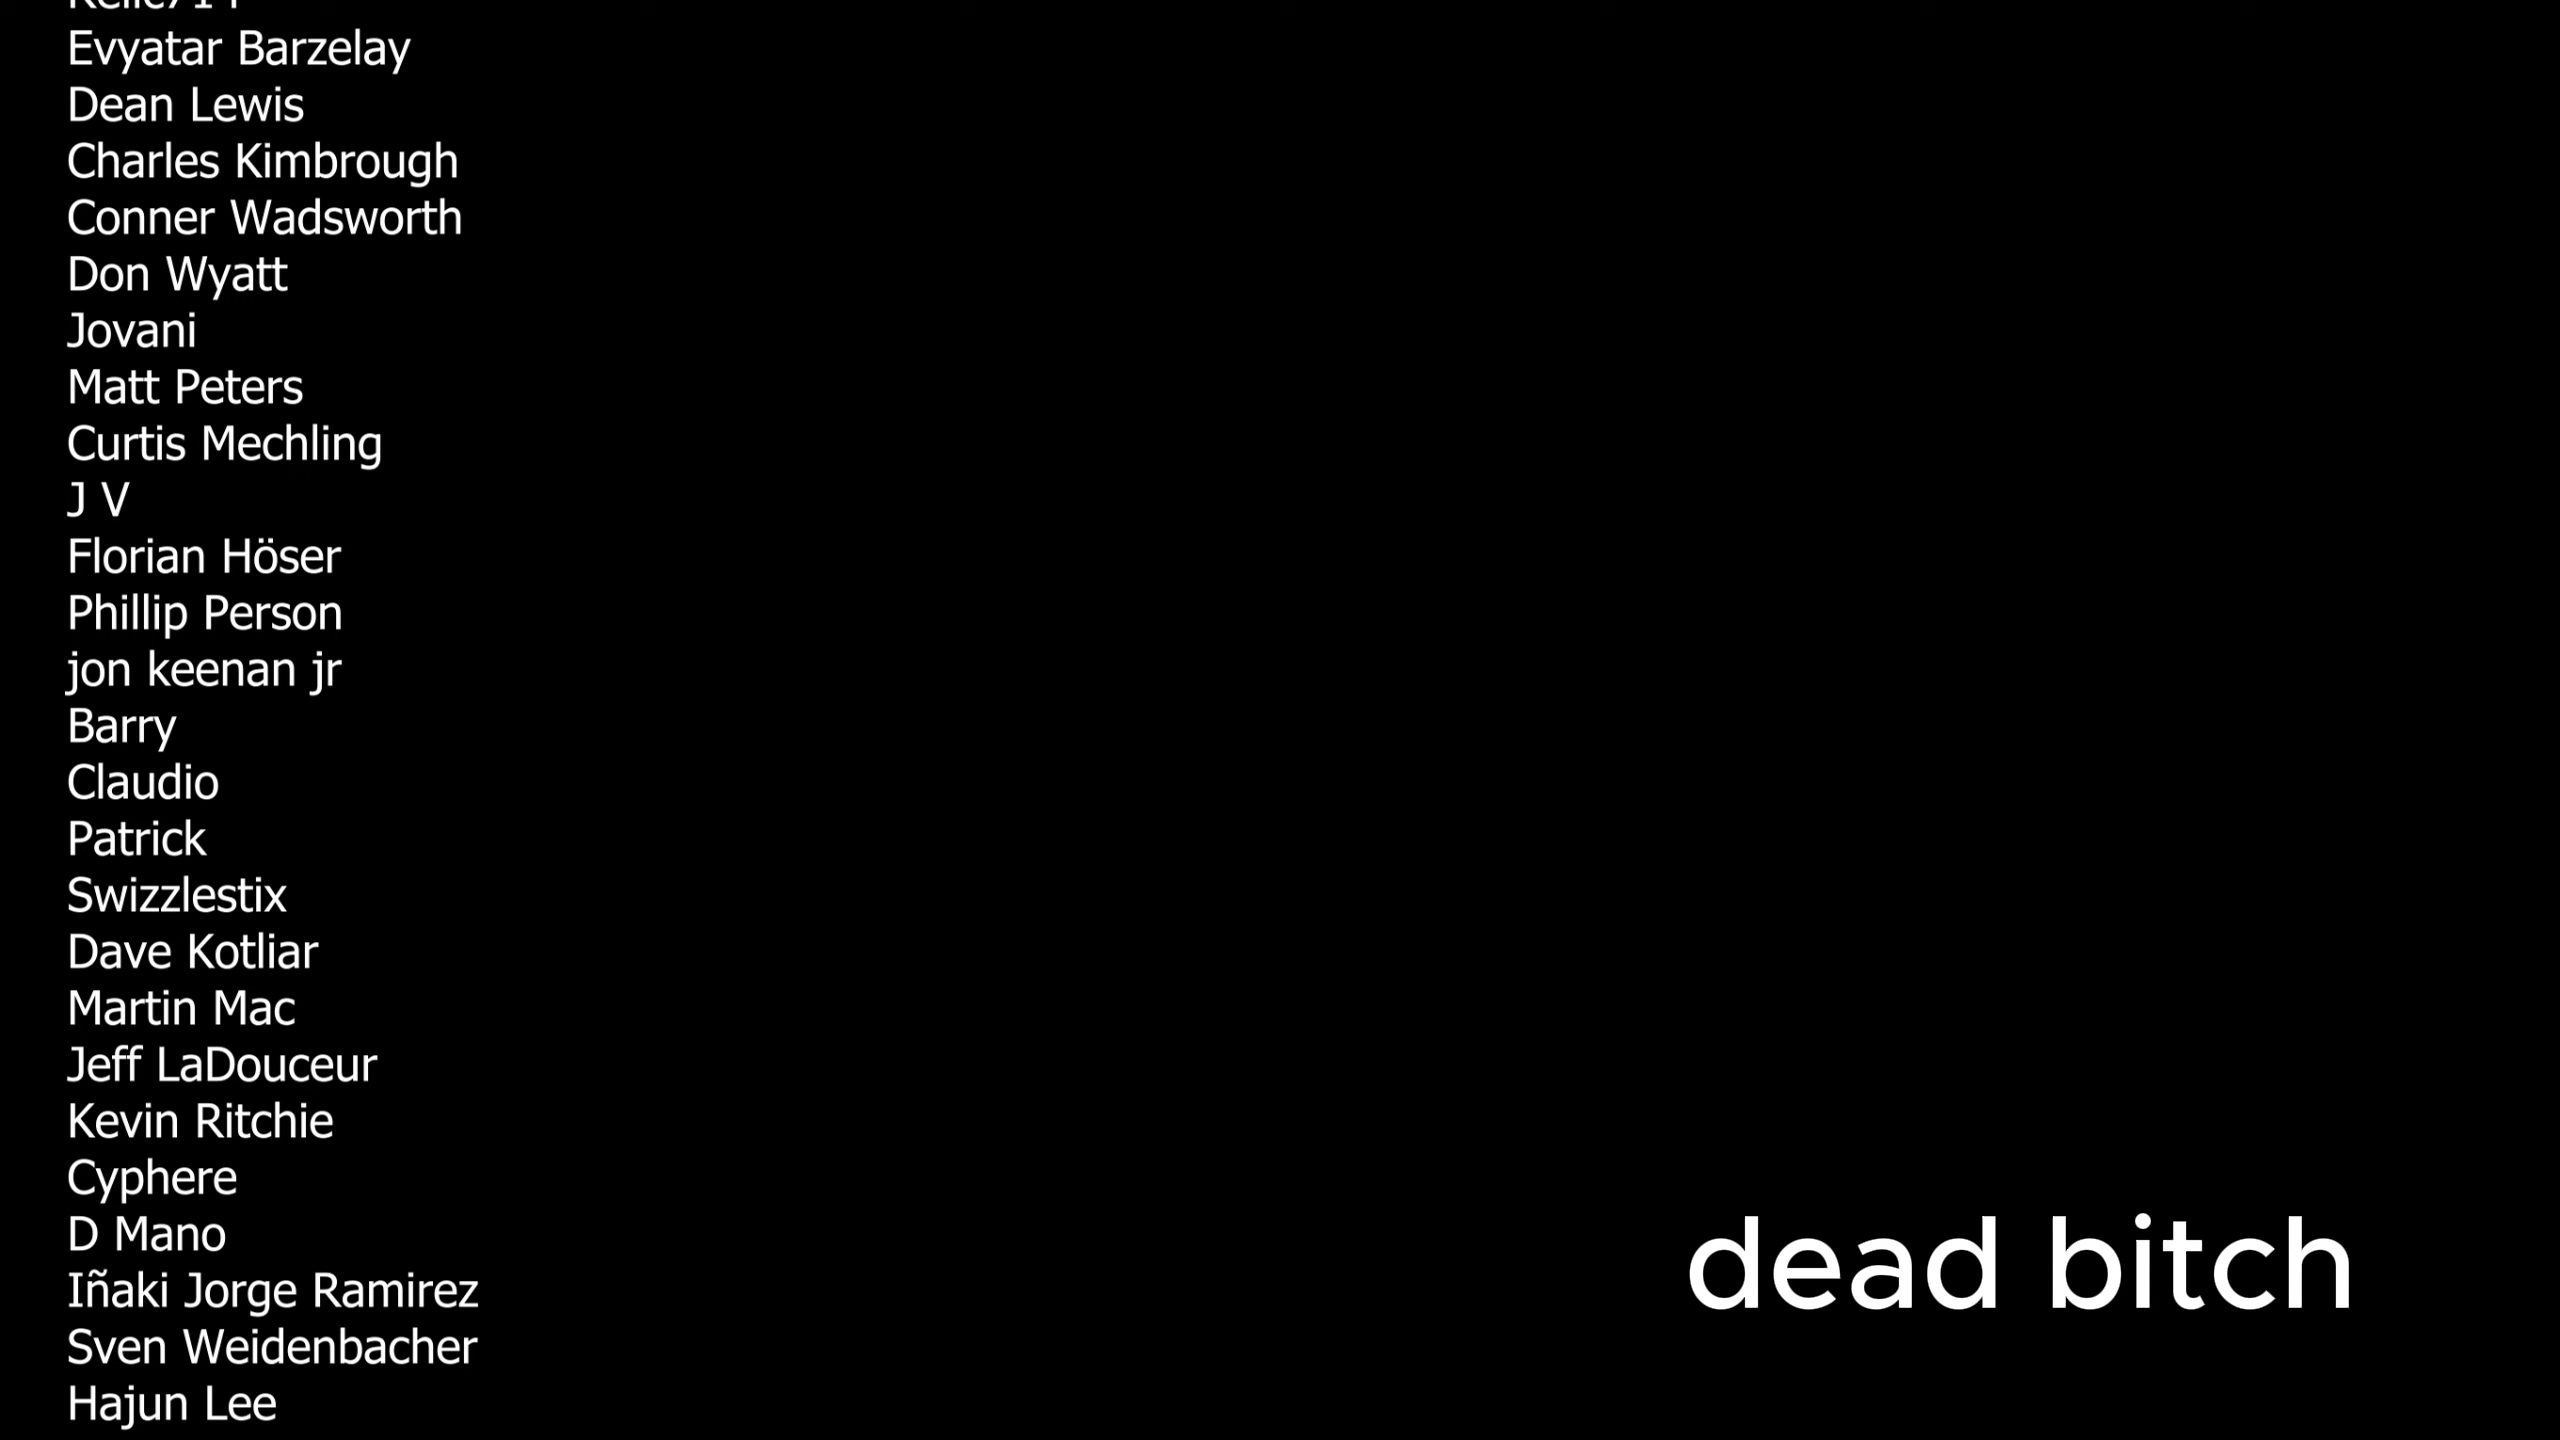 Evyatar Barzelay
Dean Lewis
Charles Kimbrough
Conner Wadsworth
Don Wyatt
Jovani
Matt Peters
Curtis Mechling
J V
Florian Höser
Phillip Person
jon keenan jr
Barry
Claudio
Patrick
Swizzlestix
Dave Kotliar
Martin Mac
Jeff LaDouceur
Kevin Ritchie
Cyphere
D Mano
Iñaki Jorge Ramirez
Sven Weidenbacher
Hajun Lee
dead bitch